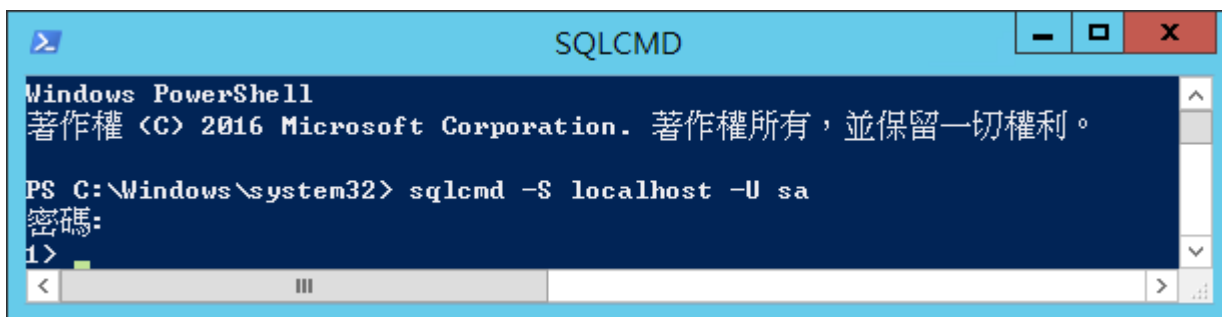 SQLCMD
Windows PowerShell
著作權 (C) 2016 Microsoft Corporation. 著作權所有，並保留一切權利。
PS C:\Windows\system32> sqlcmd -S localhost -U sa
密碼:
1>